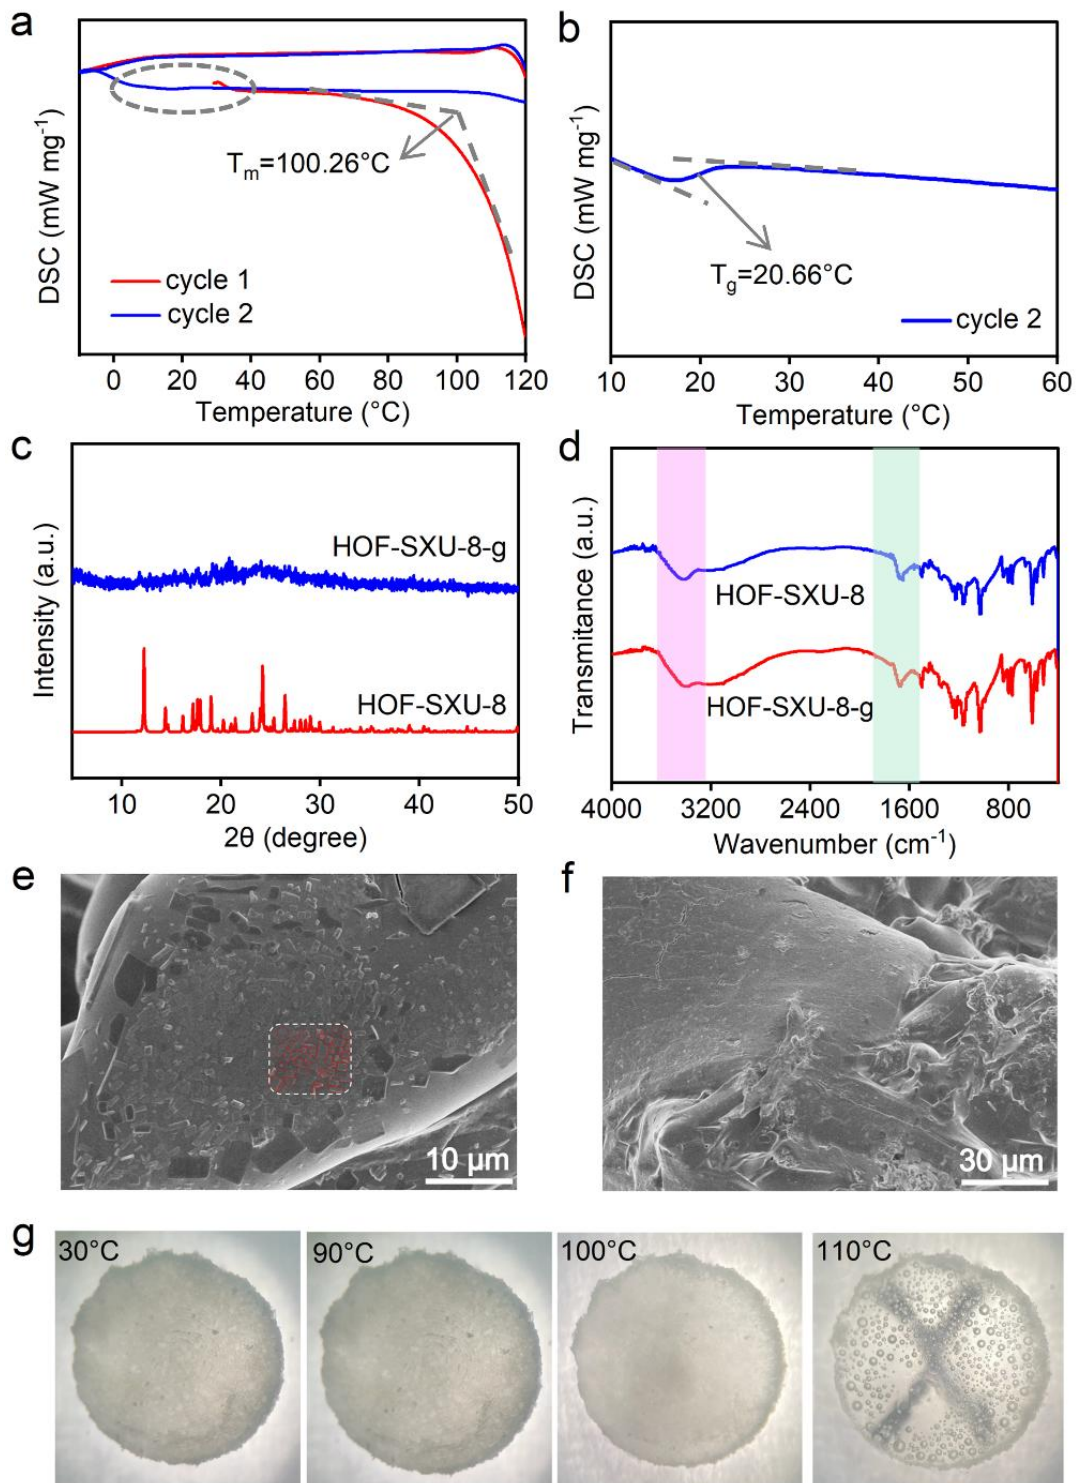 a
DSC (mW mg⁻¹)
Tₘ=100.26°C
cycle 1
cycle 2
0 20 40 60 80 100 120
Temperature (°C)
b
DSC (mW mg⁻¹)
T_g=20.66°C
cycle 2
10 20 30 40 50 60
Temperature (°C)
c
Intensity (a.u.)
HOF-SXU-8-g
HOF-SXU-8
10 20 30 40 50
2θ (degree)
d
Transmitance (a.u.)
HOF-SXU-8
HOF-SXU-8-g
4000 3200 2400 1600 800
Wavenumber (cm⁻¹)
e
10 µm
f
30 µm
g
30°C
90°C
100°C
110°C